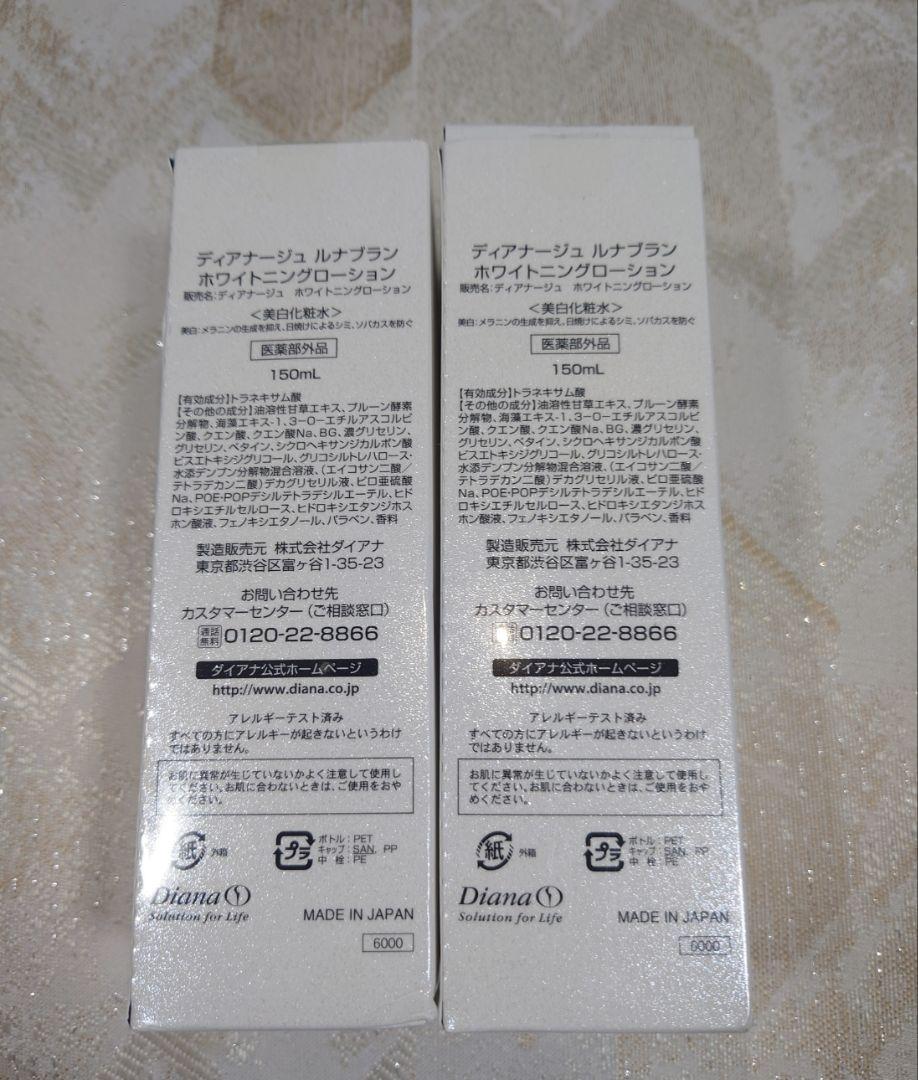 ディアナージュ ルナブラン
ホワイトニングローション
販売名:ディアナージュ ホワイトニングローション
<美白化粧水>
美白:メラニンの生成を抑え、日焼けによるシミ、ソバカスを防ぐ
医薬部外品
150mL
【有効成分】トラネキサム酸
【その他の成分】油溶性甘草エキス、プルーン酵素
分解物、海藻エキス-1、3-O-エチルアスコルビ
ン酸、クエン酸、クエン酸Na、BG、濃グリセリン、
グリセリン、ベタイン、シクロヘキサンジカルボン酸
ビスエトキシジグリコール、グリコシルトレハロース・
水添デンプン分解物混合溶液、(エイコサン二酸/
テトラデカン二酸)デカグリセリル液、ピロ亜硫酸
Na、POE・POPデシルテトラデシルエーテル、ヒド
ロキシエチルセルロース、ヒドロキシエタンジホス
ホン酸液、フェノキシエタノール、パラベン、香料
製造販売元 株式会社ダイアナ
東京都渋谷区富ヶ谷1-35-23
お問い合わせ先
カスタマーセンター(ご相談窓口)
通話無料 0120-22-8866
ダイアナ公式ホームページ
http://www.diana.co.jp
アレルギーテスト済み
すべての方にアレルギーが起きないというわけ
ではありません。
お肌に異常が生じていないかよく注意して使用し
てください。お肌に合わないときは、ご使用をおや
めください。
紙 外箱
プラ ボトル:PET
キャップ:SAN, PP
中 栓:PE
Diana
Solution for Life
MADE IN JAPAN
6000
ディアナージュ ルナブラン
ホワイトニングローション
販売名:ディアナージュ ホワイトニングローション
<美白化粧水>
美白:メラニンの生成を抑え、日焼けによるシミ、ソバカスを防ぐ
医薬部外品
150mL
【有効成分】トラネキサム酸
【その他の成分】油溶性甘草エキス、プルーン酵素
分解物、海藻エキス-1、3-O-エチルアスコルビ
ン酸、クエン酸、クエン酸Na、BG、濃グリセリン、
グリセリン、ベタイン、シクロヘキサンジカルボン酸
ビスエトキシジグリコール、グリコシルトレハロース・
水添デンプン分解物混合溶液、(エイコサン二酸/
テトラデカン二酸)デカグリセリル液、ピロ亜硫酸
Na、POE・POPデシルテトラデシルエーテル、ヒド
ロキシエチルセルロース、ヒドロキシエタンジホス
ホン酸液、フェノキシエタノール、パラベン、香料
製造販売元 株式会社ダイアナ
東京都渋谷区富ヶ谷1-35-23
お問い合わせ先
カスタマーセンター(ご相談窓口)
0120-22-8866
ダイアナ公式ホームページ
http://www.diana.co.jp
アレルギーテスト済み
すべての方にアレルギーが起きないというわけ
ではありません。
お肌に異常が生じていないかよく注意して使用し
てください。お肌に合わないときは、ご使用をおや
めください。
紙 外箱
プラ ボトル:PET
キャップ:SAN, PP
中 栓:PE
Diana
Solution for Life
MADE IN JAPAN
6000